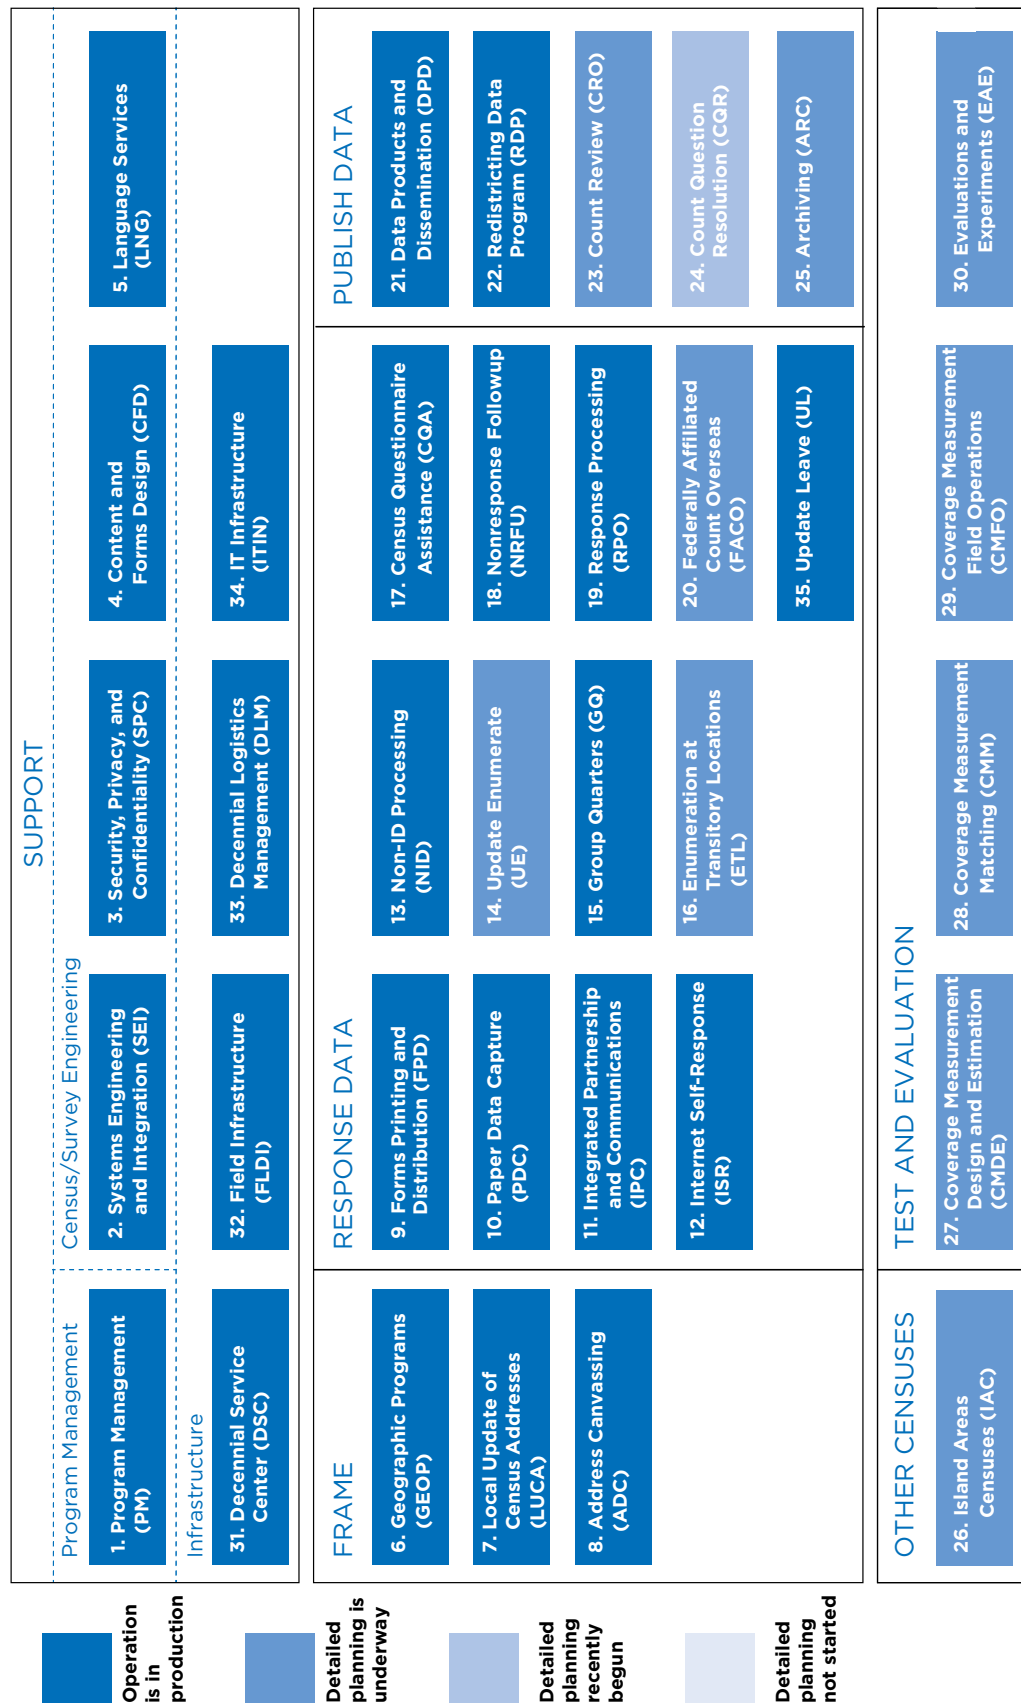 SUPPORT
Program Management
Census/Survey Engineering
1. Program Management
(PM)
2. Systems Engineering
and Integration (SEI)
3. Security, Privacy, and
Confidentiality (SPC)
4. Content and
Forms Design (CFD)
5. Language Services
(LNG)
Infrastructure
31. Decennial Service
Center (DSC)
32. Field Infrastructure
(FLDI)
33. Decennial Logistics
Management (DLM)
34. IT Infrastructure
(ITIN)
FRAME
6. Geographic Programs
(GEOP)
7. Local Update of
Census Addresses
(LUCA)
8. Address Canvassing
(ADC)
RESPONSE DATA
9. Forms Printing and
Distribution (FPD)
10. Paper Data Capture
(PDC)
11. Integrated Partnership
and Communications
(IPC)
12. Internet Self-Response
(ISR)
13. Non-ID Processing
(NID)
14. Update Enumerate
(UE)
15. Group Quarters (GQ)
16. Enumeration at
Transitory Locations
(ETL)
17. Census Questionnaire
Assistance (CQA)
18. Nonresponse Followup
(NRFU)
19. Response Processing
(RPO)
20. Federally Affiliated
Count Overseas
(FACO)
35. Update Leave (UL)
PUBLISH DATA
21. Data Products and
Dissemination (DPD)
22. Redistricting Data
Program (RDP)
23. Count Review (CRO)
24. Count Question
Resolution (CQR)
25. Archiving (ARC)
OTHER CENSUSES
26. Island Areas
Censuses (IAC)
TEST AND EVALUATION
27. Coverage Measurement
Design and Estimation
(CMDE)
28. Coverage Measurement
Matching (CMM)
29. Coverage Measurement
Field Operations
(CMFO)
30. Evaluations and
Experiments (EAE)
Operation
is in
production
Detailed
planning is
underway
Detailed
planning
recently
begun
Detailed
planning
not started